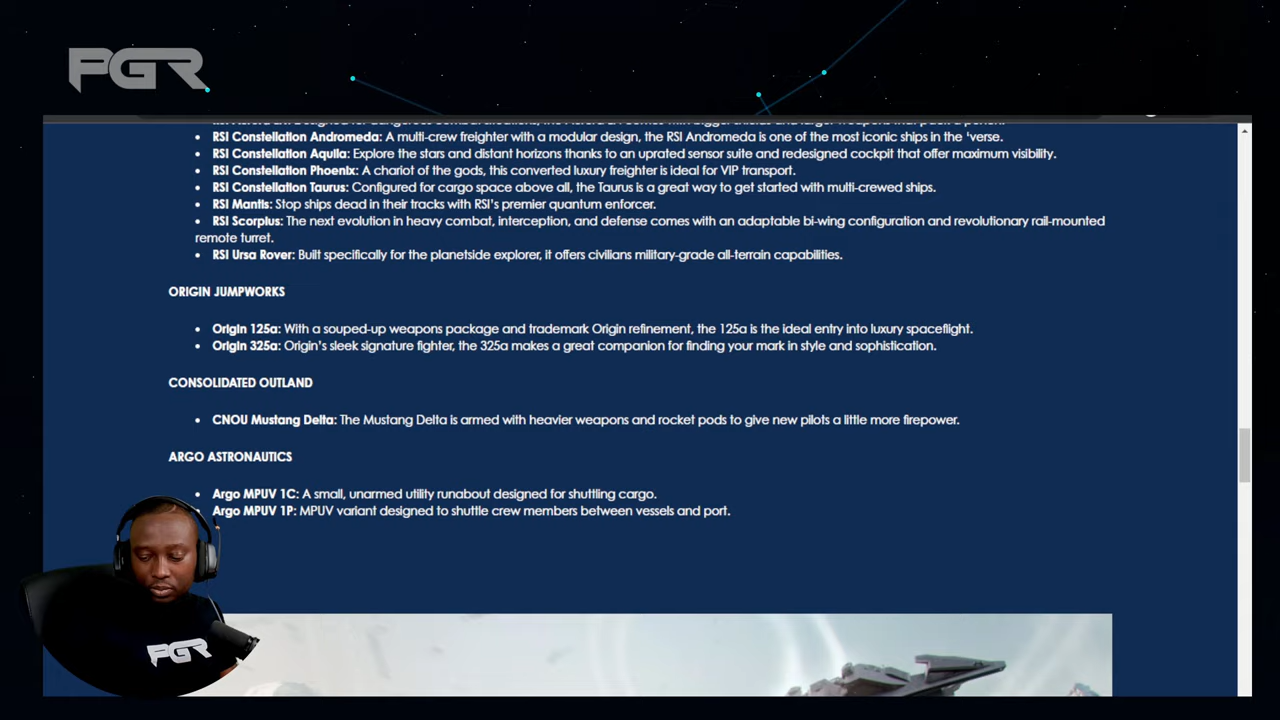 PGR
RSI Constellation Andromeda: A multi-crew freighter with a modular design, the RSI Andromeda is one of the most iconic ships in the 'verse.
RSI Constellation Aquila: Explore the stars and distant horizons thanks to an uprated sensor suite and redesigned cockpit that offer maximum visibility.
RSI Constellation Phoenix: A chariot of the gods, this converted luxury freighter is ideal for VIP transport.
RSI Constellation Taurus: Configured for cargo space above all, the Taurus is a great way to get started with multi-crewed ships.
RSI Mantis: Stop ships dead in their tracks with RSI's premier quantum enforcer.
RSI Scorpius: The next evolution in heavy combat, interception, and defense comes with an adaptable bi-wing configuration and revolutionary rail-mounted
remote turret.
RSI Ursa Rover: Built specifically for the planetside explorer, it offers civilians military-grade all-terrain capabilities.
ORIGIN JUMPWORKS
Origin 125a: With a souped-up weapons package and trademark Origin refinement, the 125a is the ideal entry into luxury spaceflight.
Origin 325a: Origin's sleek signature fighter, the 325a makes a great companion for finding your mark in style and sophistication.
CONSOLIDATED OUTLAND
CNOU Mustang Delta: The Mustang Delta is armed with heavier weapons and rocket pods to give new pilots a little more firepower.
ARGO ASTRONAUTICS
Argo MPUV 1C: A small, unarmed utility runabout designed for shuttling cargo.
Argo MPUV 1P: MPUV variant designed to shuttle crew members between vessels and port.
PGR